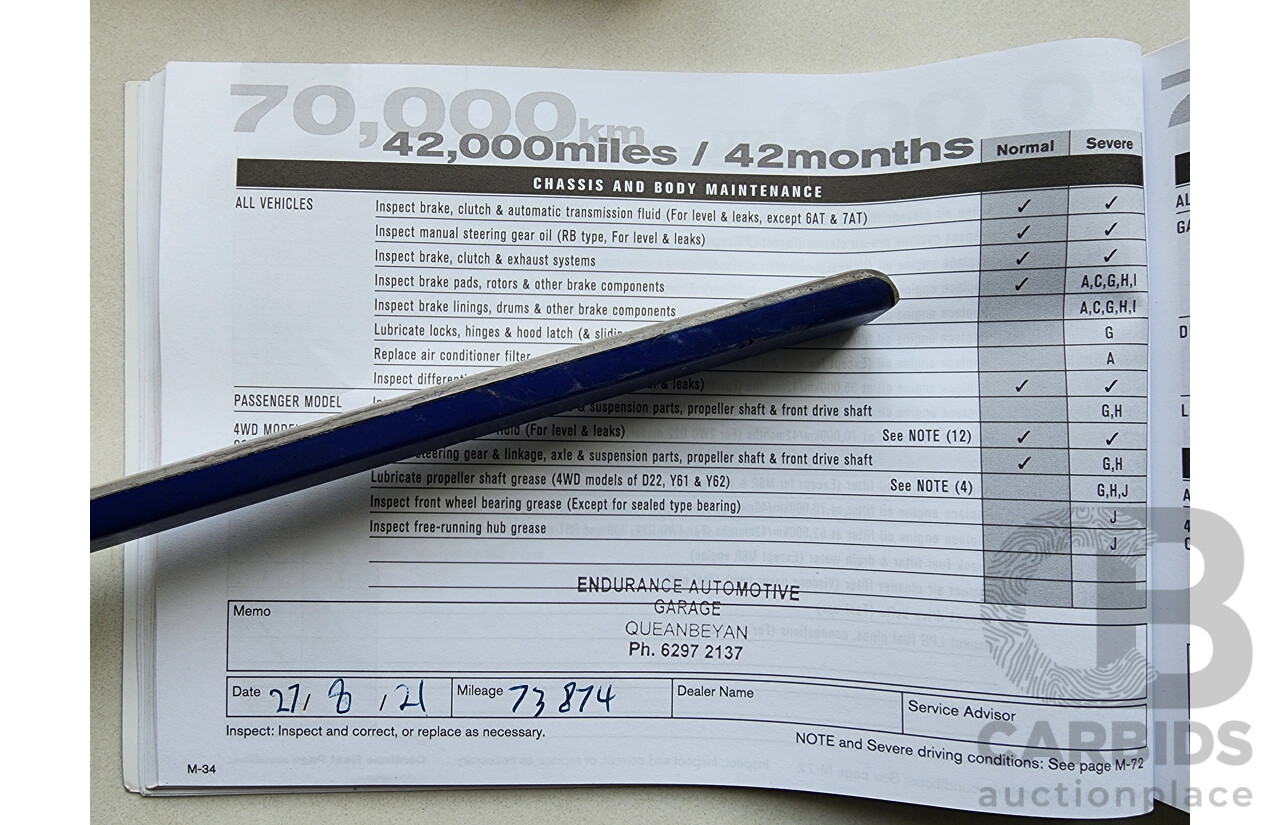 70,000km
42,000miles / 42months
Normal Severe
CHASSIS AND BODY MAINTENANCE
ALL VEHICLES Inspect brake, clutch & automatic transmission fluid (For level & leaks, except 6AT & 7AT) ✓ ✓
Inspect manual steering gear oil (RB type, For level & leaks) ✓ ✓
Inspect brake, clutch & exhaust systems ✓ ✓
Inspect brake pads, rotors & other brake components ✓ A,C,G,H,I
Inspect brake linings, drums & other brake components A,C,G,H,I
Lubricate locks, hinges & hood latch (& G
Replace air conditioner filter A
Inspect & leaks) ✓ ✓
PASSENGER MODEL & suspension parts, propeller shaft & front drive shaft G,H
4WD (For level & leaks) See NOTE (12) ✓ ✓
steering gear & linkage, axle & suspension parts, propeller shaft & front drive shaft ✓ G,H
Lubricate propeller shaft grease (4WD models of D22, Y61 & Y62) See NOTE (4) G,H,J
Inspect front wheel bearing grease (Except for sealed type bearing) J
Inspect free-running hub grease J
ENDURANCE AUTOMOTIVE
GARAGE
QUEANBEYAN
Ph. 6297 2137
Memo
Date 27/8/21 Mileage 73874 Dealer Name Service Advisor
Inspect: Inspect and correct, or replace as necessary.
NOTE and Severe driving conditions: See page M-72
M-34
CB
CARBIDS
auctionplace